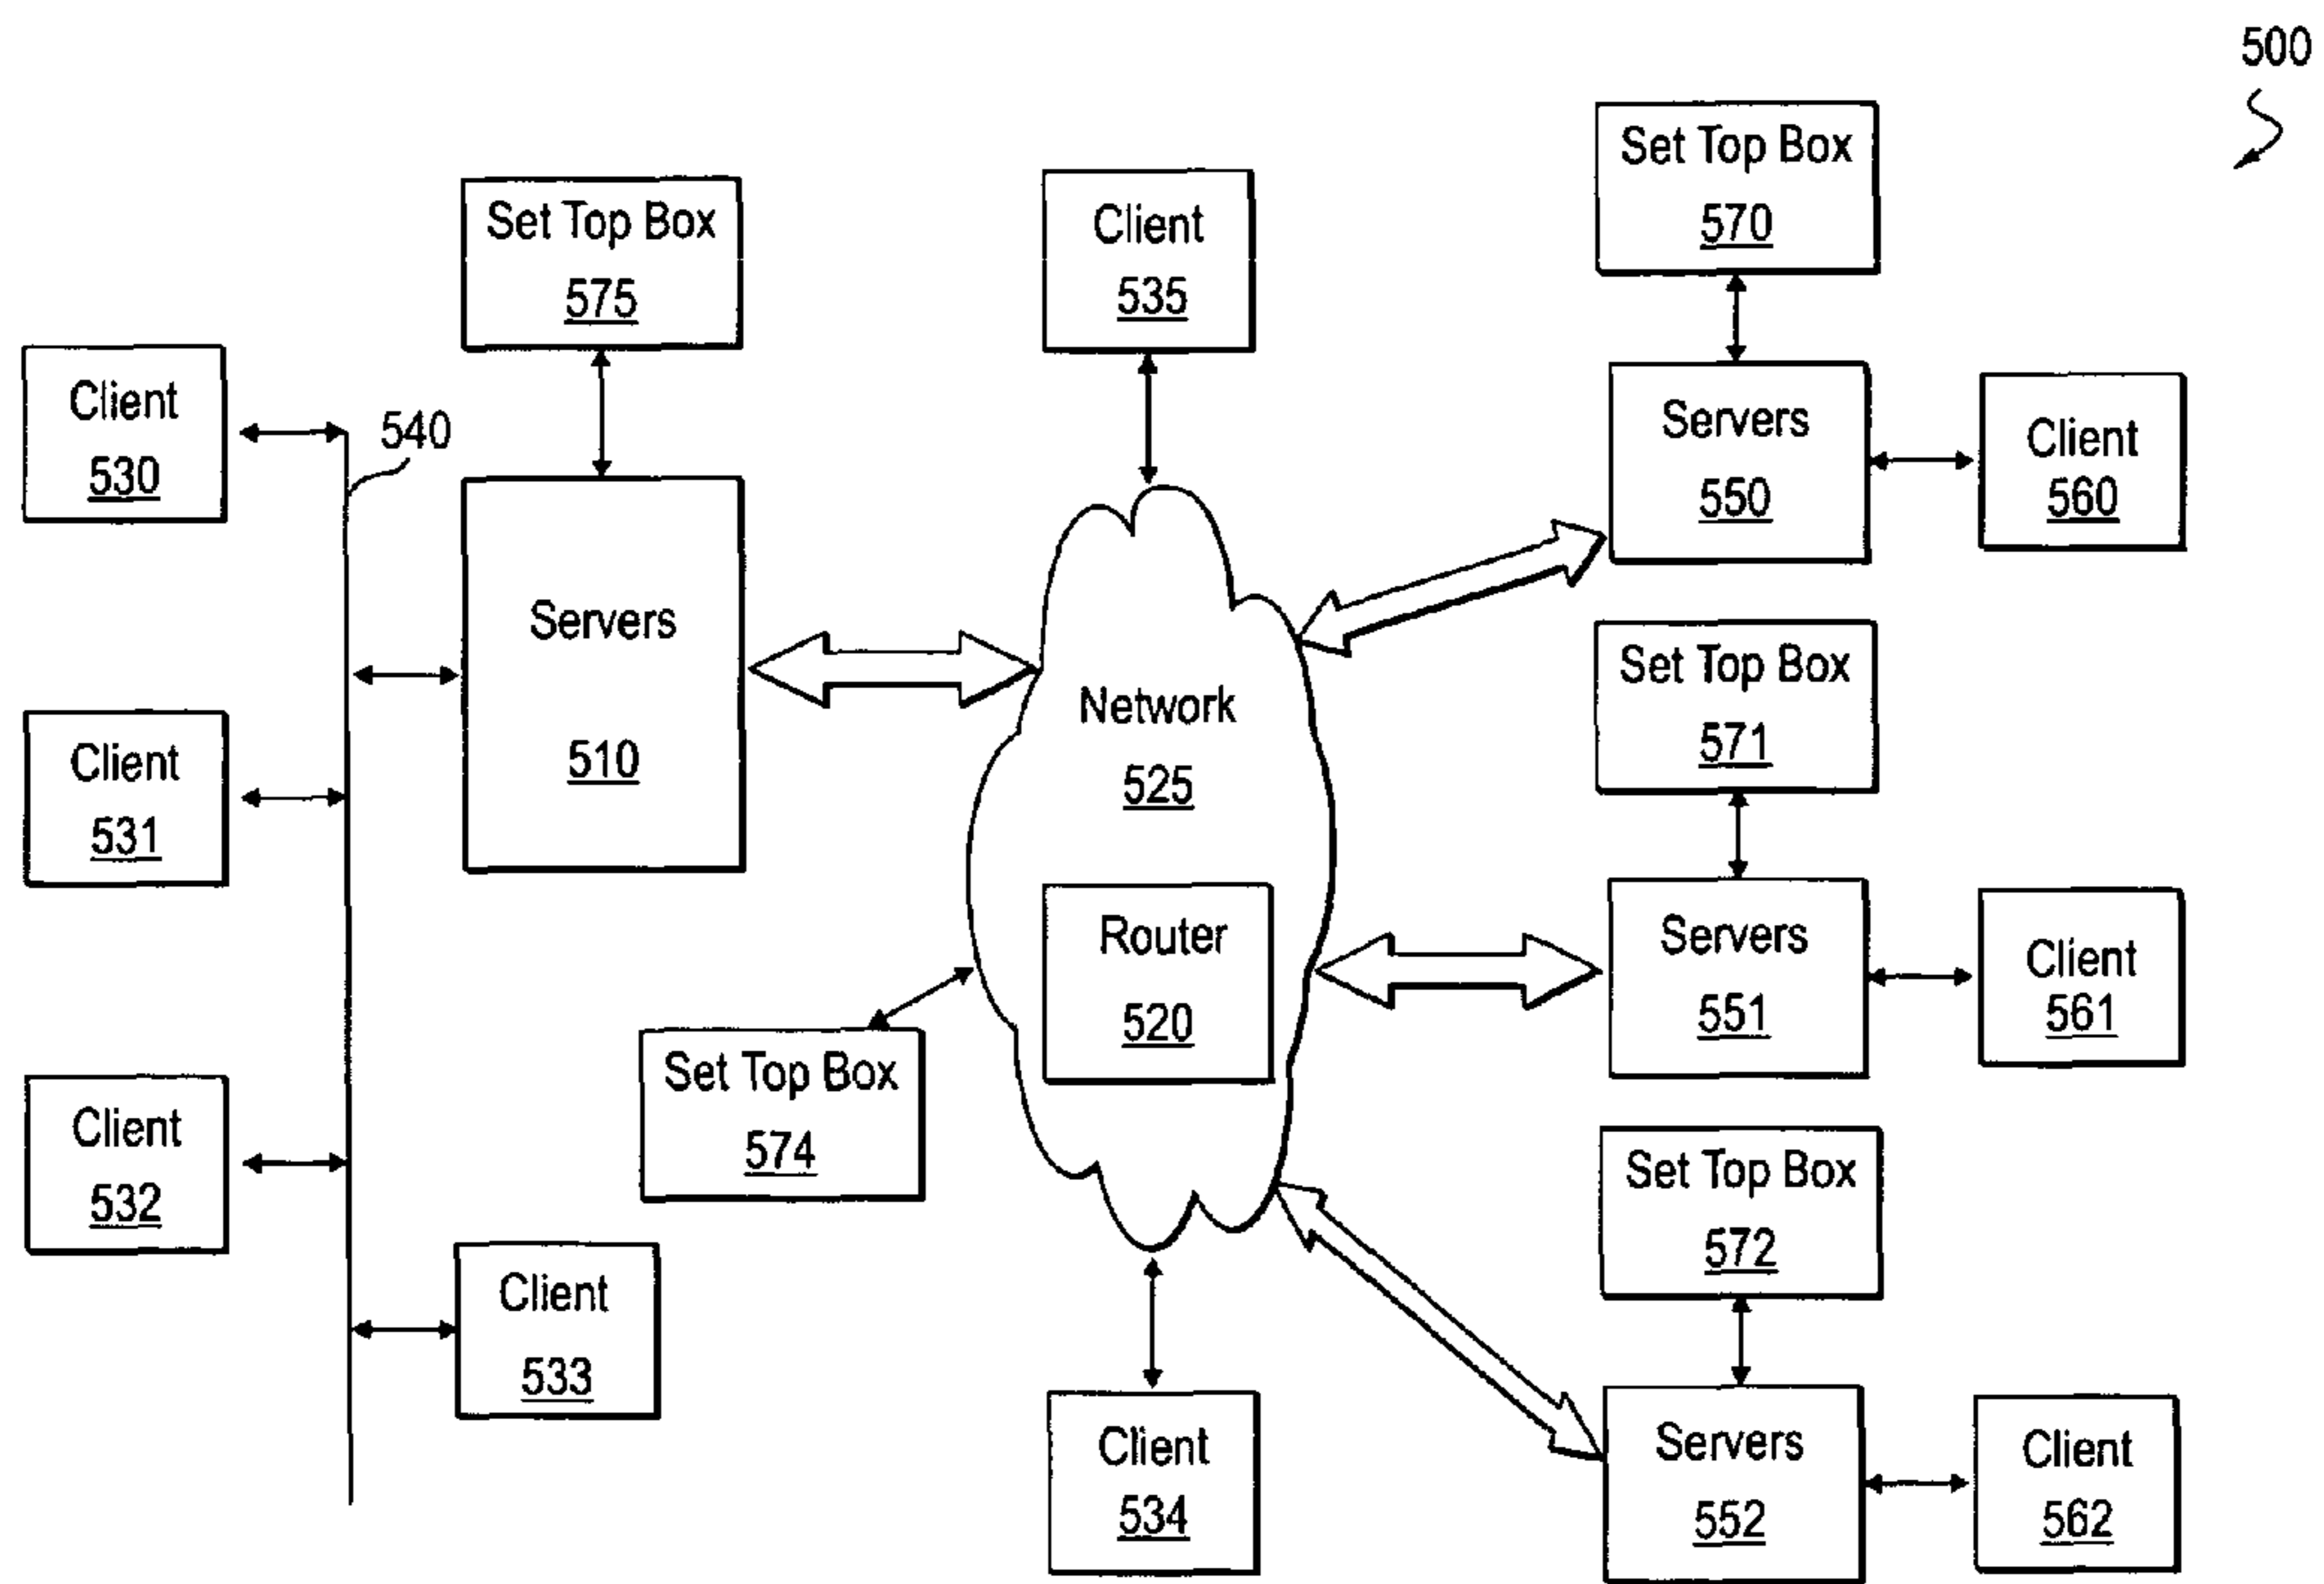 500
Set Top Box
570
Set Top Box
575
Client
535
Client
530
540
Servers
550
Client
560
Servers
510
Network
525
Set Top Box
571
Client
531
Router
520
Servers
551
Client
561
Set Top Box
574
Client
532
Set Top Box
572
Client
533
Client
534
Servers
552
Client
562